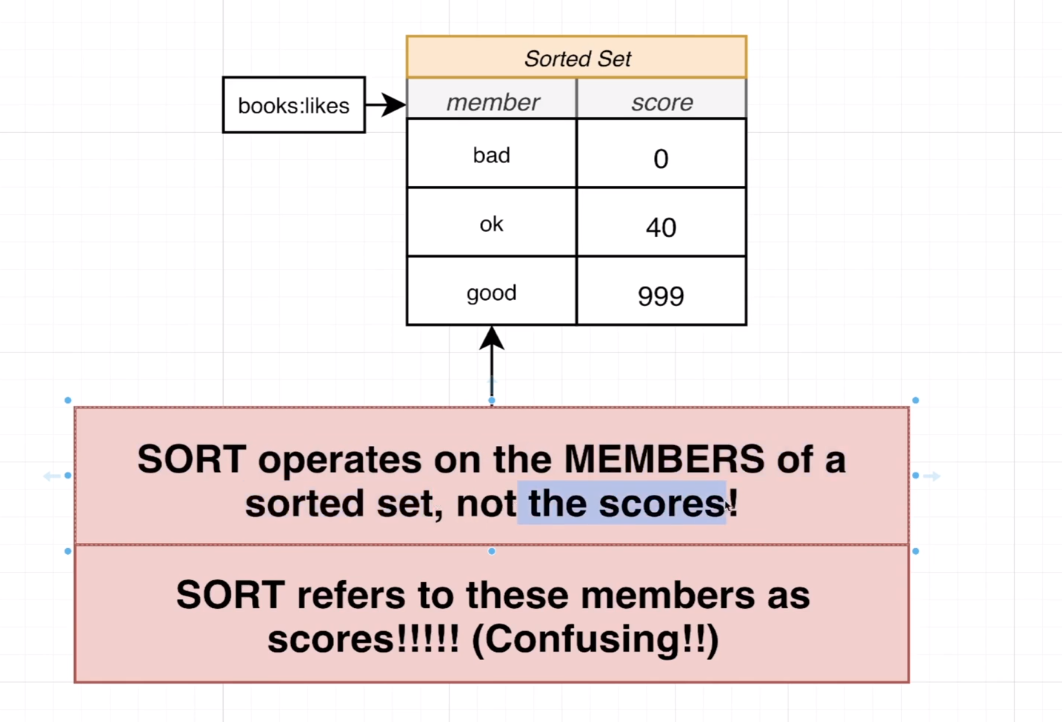 Sorted Set
books:likes
member score
bad 0
ok 40
good 999
SORT operates on the MEMBERS of a
sorted set, not the scores!
SORT refers to these members as
scores!!!!! (Confusing!!)